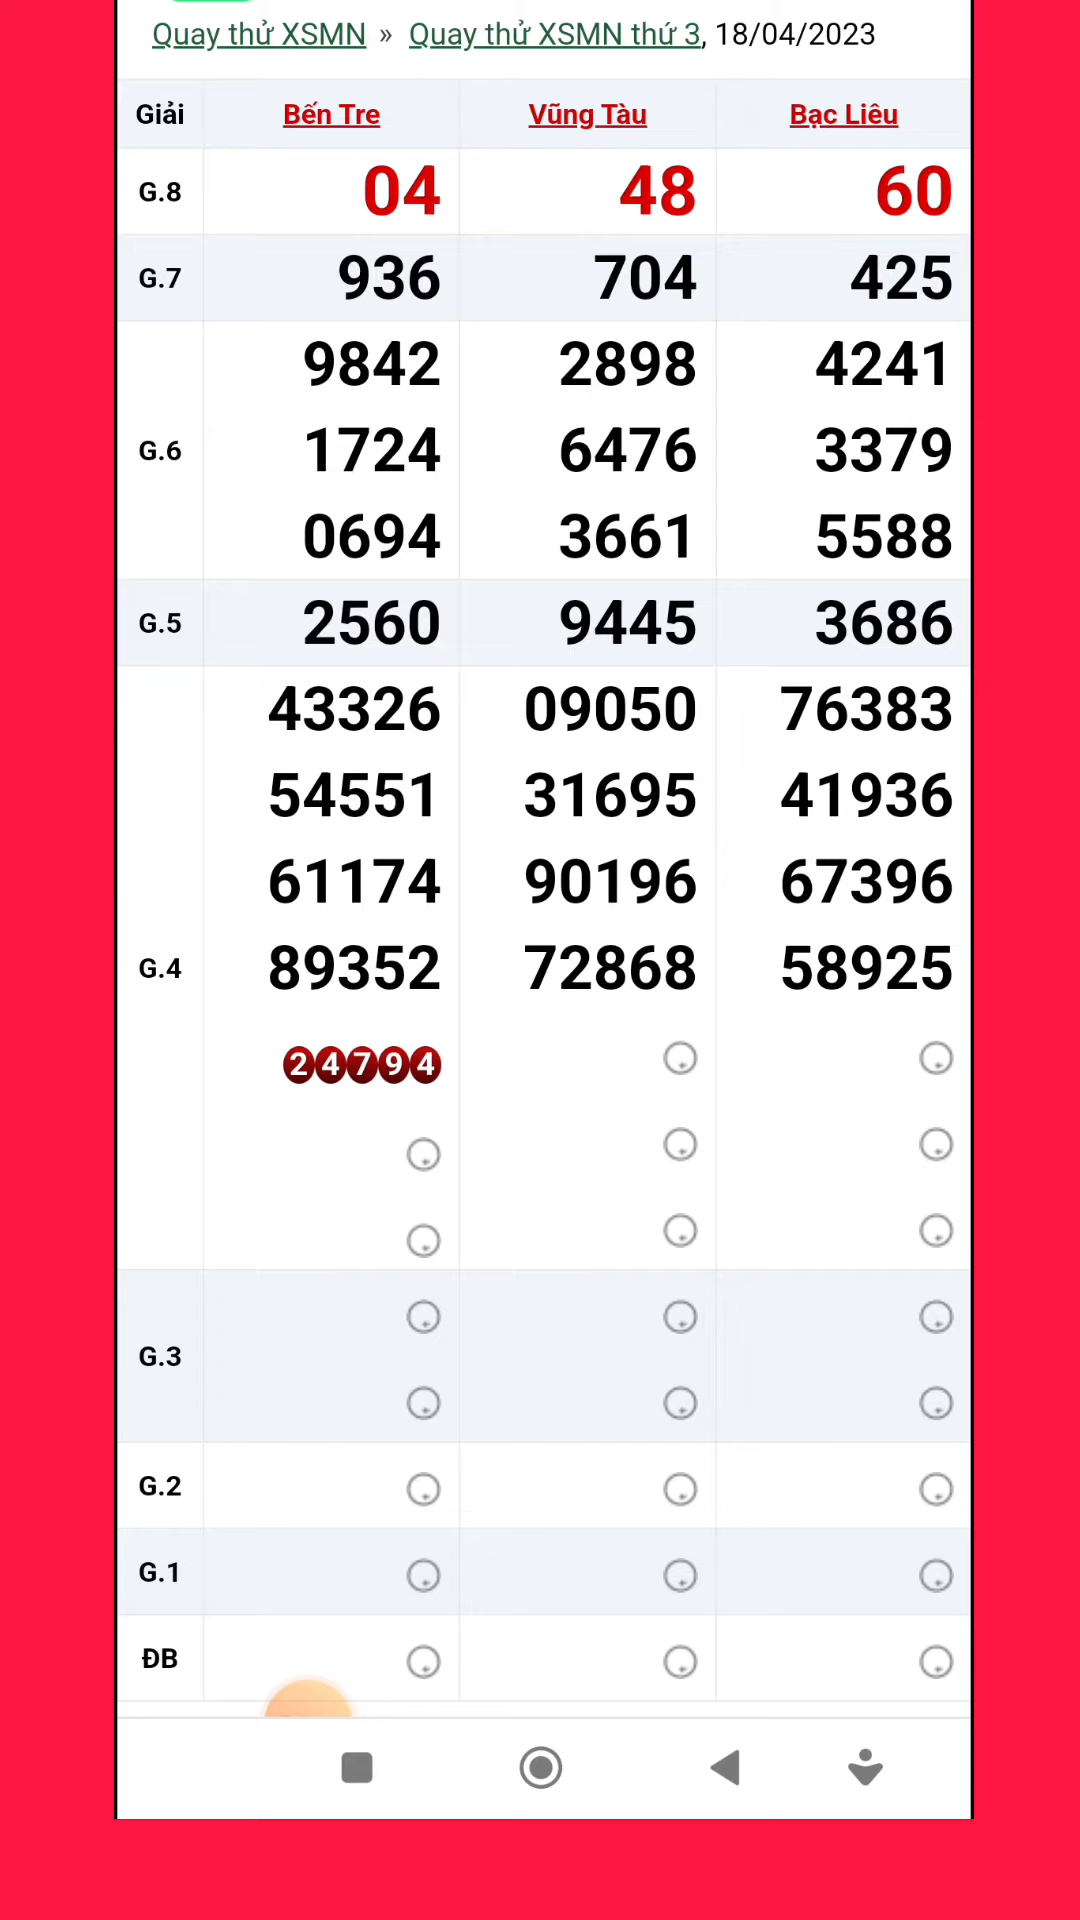 Quay thử XSMN » Quay thử XSMN thứ 3, 18/04/2023
Giải Bến Tre Vũng Tàu Bạc Liêu
G.8 04 48 60
G.7 936 704 425
9842 2898 4241
G.6 1724 6476 3379
0694 3661 5588
G.5 2560 9445 3686
43326 09050 76383
54551 31695 41936
61174 90196 67396
G.4 89352 72868 58925
24794
G.3
G.2
G.1
ĐB